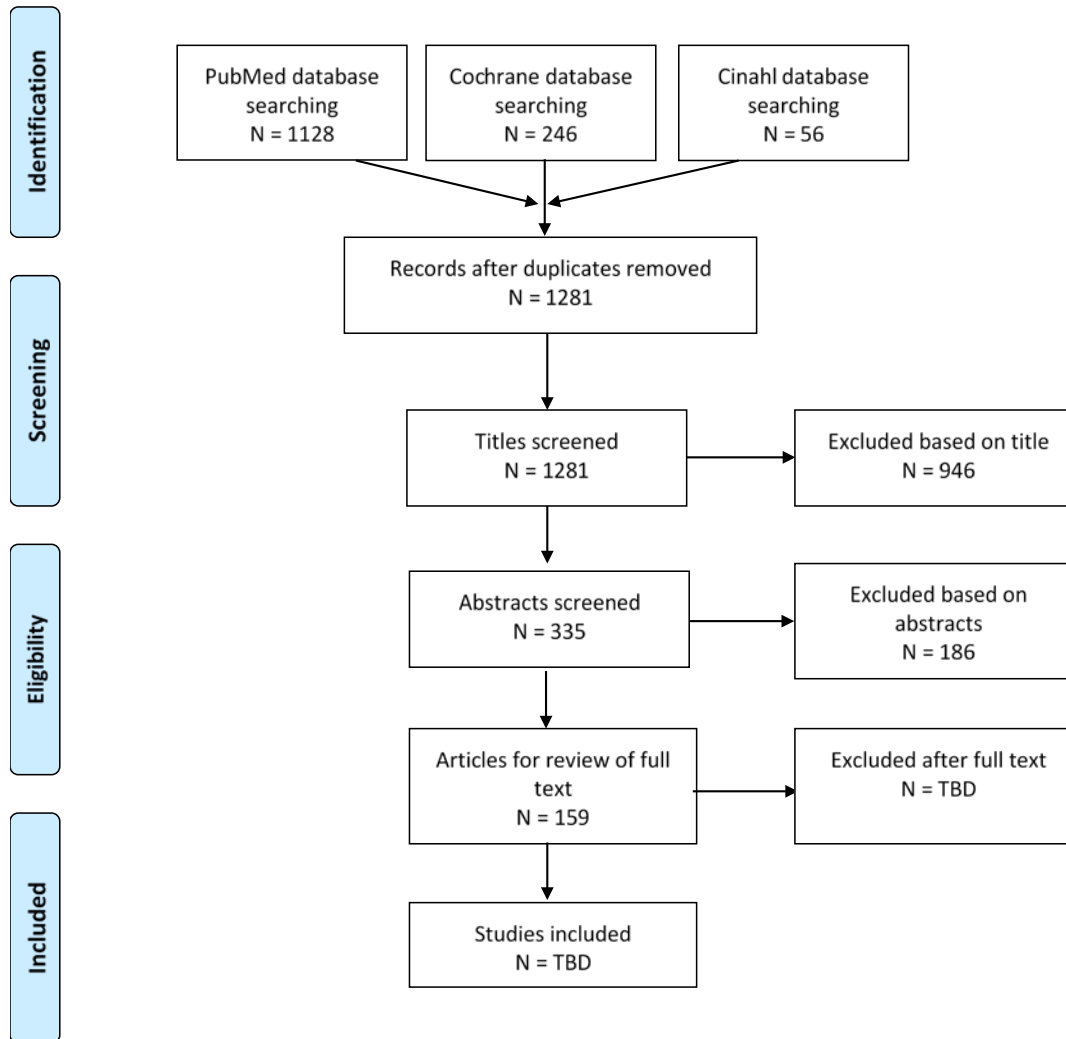 Identification
PubMed database
searching
N = 1128
Cochrane database
searching
N = 246
Cinahl database
searching
N = 56
Records after duplicates removed
N = 1281
Screening
Titles screened
N = 1281
Excluded based on title
N = 946
Eligibility
Abstracts screened
N = 335
Excluded based on
abstracts
N = 186
Articles for review of full
text
N = 159
Excluded after full text
N = TBD
Included
Studies included
N = TBD